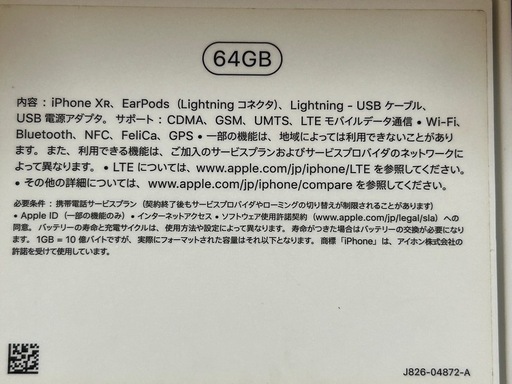 64GB
内容 : iPhone XR、EarPods（Lightning コネクタ）、Lightning - USB ケーブル、
USB 電源アダプタ。サポート : CDMA、GSM、UMTS、LTE モバイルデータ通信 • Wi-Fi、
Bluetooth、NFC、FeliCa、GPS • 一部の機能は、地域によっては利用できないことがあり
ます。また、利用できる機能は、ご加入のサービスプランおよびサービスプロバイダのネットワークに
よって異なります。• LTE については、www.apple.com/jp/iphone/LTE を参照してください。
• その他の詳細については、www.apple.com/jp/iphone/compare を参照してください。
必要条件 : 携帯電話サービスプラン（契約終了後もサービスプロバイダやローミングの切り替えが制限されることがあります）
• Apple ID（一部の機能のみ）• インターネットアクセス • ソフトウェア使用許諾契約（www.apple.com/jp/legal/sla）への
同意。バッテリーの寿命と充電サイクルは、使用方法や設定によって異なります。寿命がつきた場合はバッテリーの交換が必要になり
ます。1GB = 10 億バイトですが、実際にフォーマットされた容量はそれ以下となります。商標「iPhone」は、アイホン株式会社の
許諾を受けて使用しています。
J826-04872-A